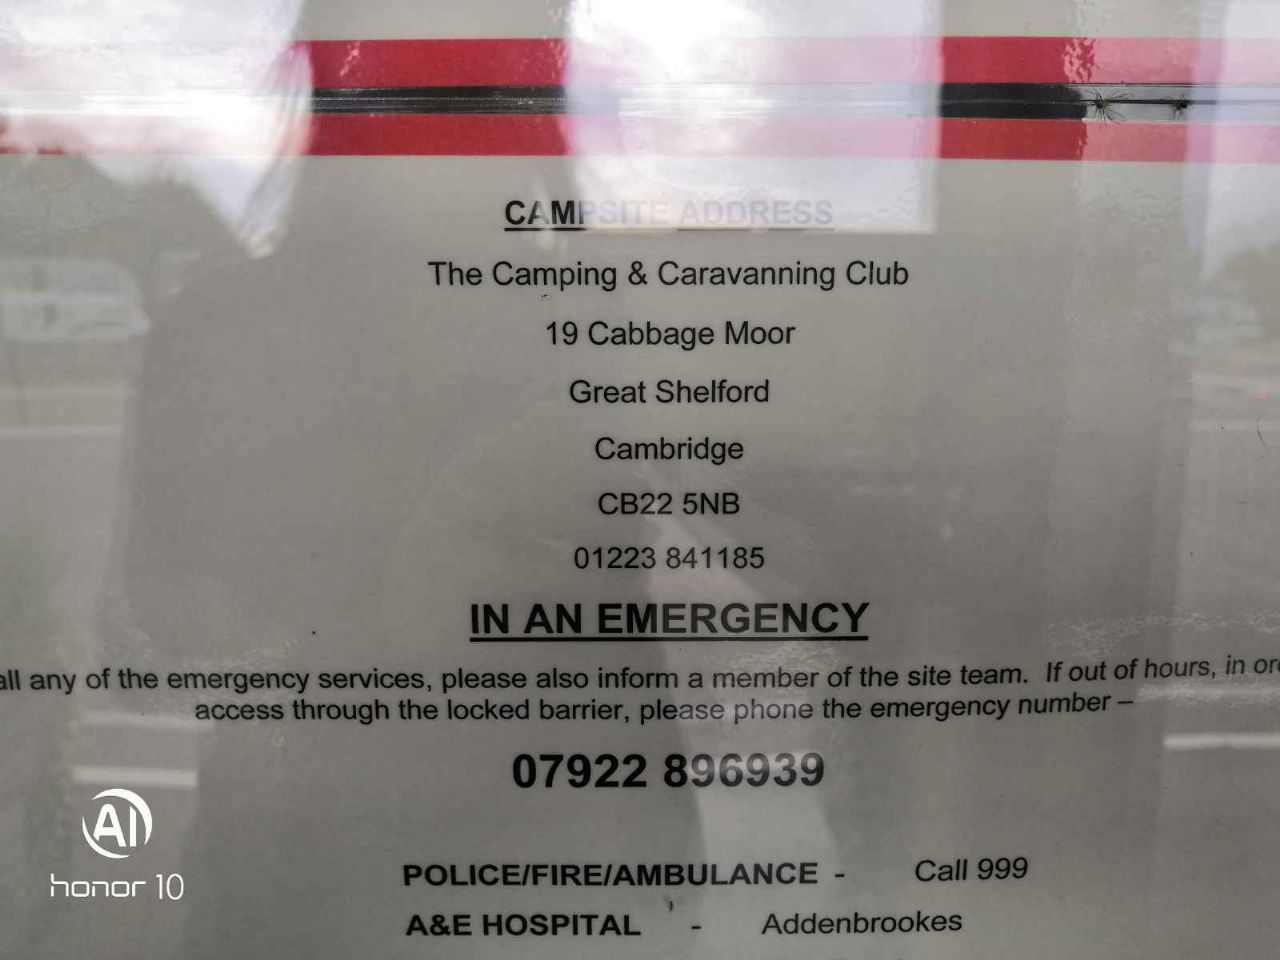 CAMPSITE ADDRESS
The Camping & Caravanning Club
19 Cabbage Moor
Great Shelford
Cambridge
CB22 5NB
01223 841185
IN AN EMERGENCY
any of the emergency services, please also inform a member of the site team. If out of hours, in
access through the locked barrier, please phone the emergency number –
07922 896939
POLICE/FIRE/AMBULANCE - Call 999
A&E HOSPITAL - Addenbrookes
AI
honor 10